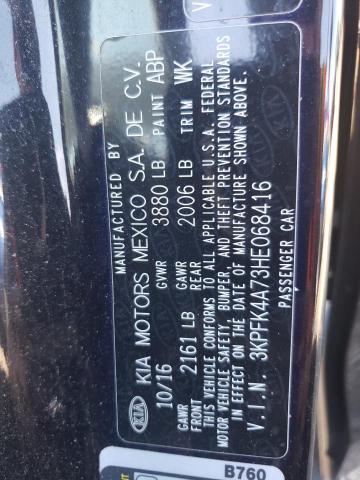 MANUFACTURED BY
KIA KIA MOTORS MEXICO S.A. DE C.V.
10/16 GVWR 3880 LB PAINT ABP
GAWR FRONT 2161 LB GAWR REAR 2006 LB TRIM WK
THIS VEHICLE CONFORMS TO ALL APPLICABLE U.S.A. FEDERAL
MOTOR VEHICLE SAFETY, BUMPER, AND THEFT PREVENTION STANDARDS
IN EFFECT ON THE DATE OF MANUFACTURE SHOWN ABOVE.
V.I.N. 3KPFK4A73HE068416
PASSENGER CAR
B760
V